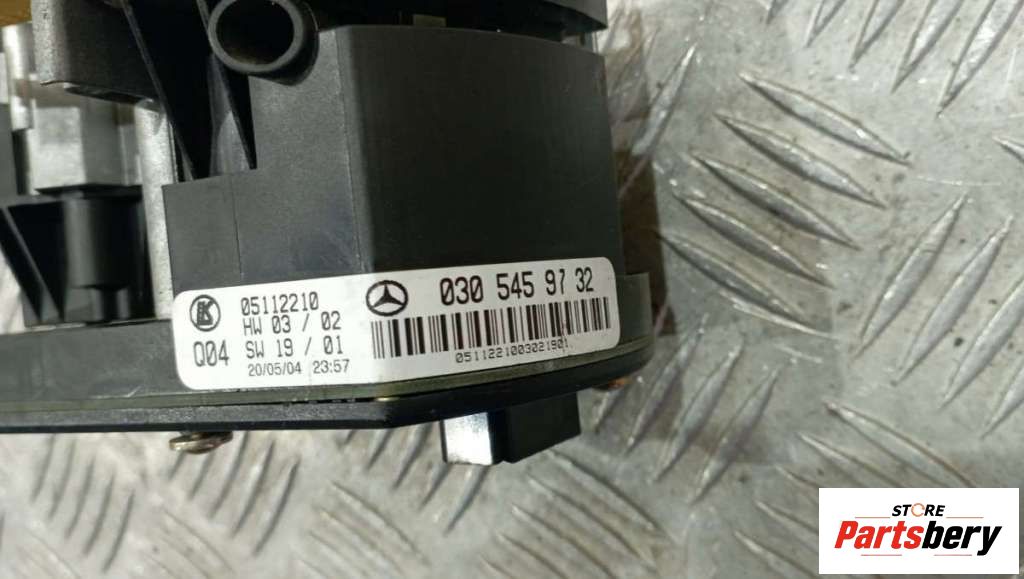 05112210
HW 03 / 02
Q04 SW 19 / 01
20/05/04 23:57
030 545 97 32
0511221003021901
STORE
Partsbery